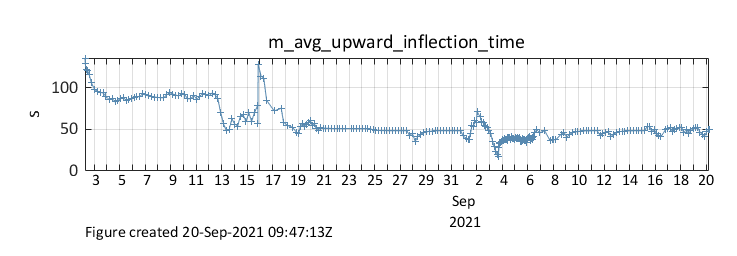 m_avg_upward_inflection_time
100
50
0
s
3 5 7 9 11 13 15 17 19 21 23 25 27 29 31 2 4 6 8 10 12 14 16 18 20
Sep
2021
Figure created 20-Sep-2021 09:47:13Z